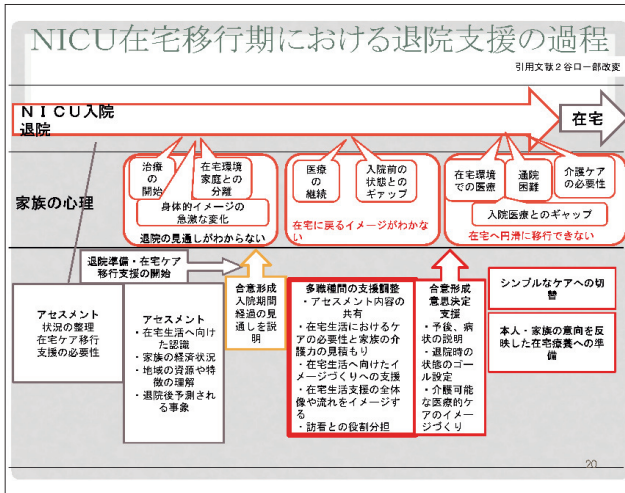 NICU在宅移行期における退院支援の過程
引用文献2谷口一部改変
NICU入院
退院
在宅
家族の心理
治療
の
開始
在宅環境
家庭との
分離
身体的イメージの
急激な変化
退院の見通しがわからない
医療
の
継続
入院前の
状態との
ギャップ
在宅に戻るイメージがわかな
い
在宅環境
での医療
通院
困難
介護ケア
の必要性
入院医療とのギャップ
在宅へ円滑に移行できない
退院準備・在宅ケア
移行支援の開始
アセスメント
状況の整理
在宅ケア移行
支援の必要性
アセスメント
・在宅生活へ向け
た認識
・家族の経済状況
・地域の資源や特
徴の理解
・退院後予測され
る事象
合意形成
入院期間
経過の見
通しを説
明
多職種間の支援調整
・アセスメント内容の
共有
・在宅生活におけるケ
アの必要性と家族の介
護力の見積もり
・在宅生活へ向けたイ
メージづくりへの支援
・在宅生活支援の全体
像や流れをイメージす
る
・訪看との役割分担
合意形成
意思決定
支援
・予後、病
状の説明
・退院時の
状態のゴー
ル設定
・介護可能
な医療的ケ
アのイメー
ジづくり
シンプルなケアへの切
替
本人・家族の意向を反
映した在宅療養への準
備
20